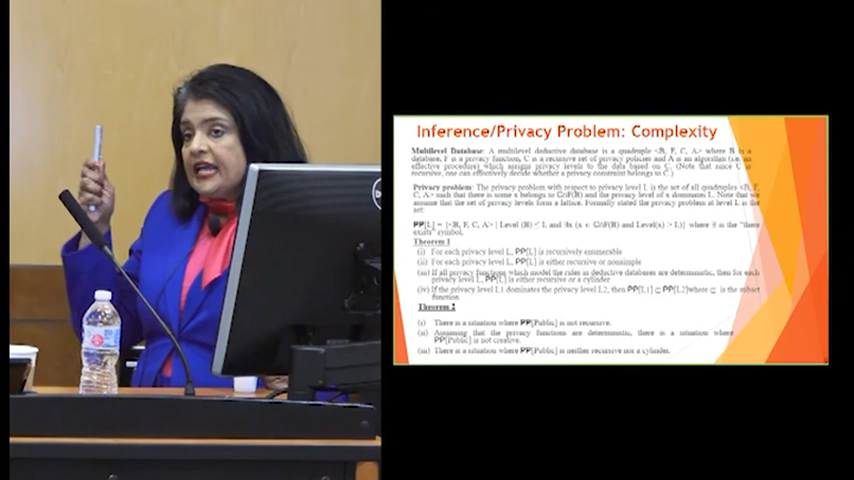 Inference/Privacy Problem: Complexity
Multilevel Database: A multilevel deductive database is a quadruple <B, F, C, A> where B is a
database, F is a privacy function, C is a recursive set of privacy policies and A is an algorithm (i.e. an
effective procedure) which assigns privacy levels to the data based on C. (Note that since C is
recursive, one can effectively decide whether a privacy constraint belongs to C.)
Privacy problem: The privacy problem with respect to privacy level L is the set of all quadruples <B, F,
C, A> such that there is some x belongs to and the privacy level of x dominates L. Note that we
assume that the set of privacy levels form a lattice. Formally stated the privacy problem at level L is the
set:
PP[L] = {<B, F, C, A> | Level (B) ≤ L and and Level(x) > L)} where ∃ is the "there
exists" symbol.
Theorem 1
(i) For each privacy level L, PP[L] is recursively enumerable
(ii) For each privacy level L, PP[L] is either recursive or nonsimple
(iii) If all privacy functions which model the rules in deductive databases are deterministic, then for each
privacy level L, PP[L] is either recursive or a cylinder
(iv) If the privacy level L1 dominates the privacy level L2, then PP[L1] ⊆ PP[L2] where ⊆ is the subset
function
Theorem 2
(i) There is a situation where PP[Public] is not recursive.
(ii) Assuming that the privacy functions are deterministic, there is a situation where
PP[Public] is not creative.
(iii) There is a situation where PP[Public] is neither recursive nor a cylinder.